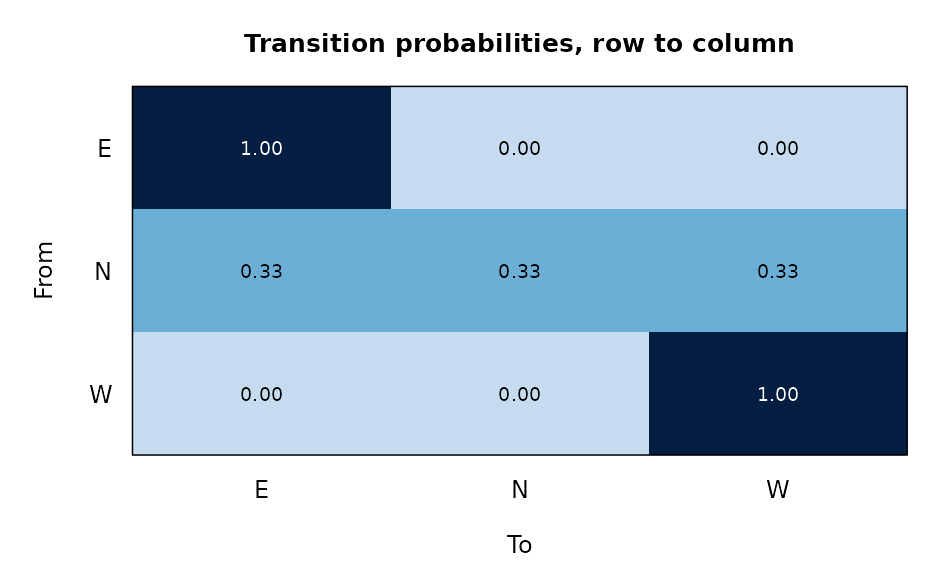 Transition probabilities, row to column
E 1.00 0.00 0.00
From
N 0.33 0.33 0.33
W 0.00 0.00 1.00
E N W
To